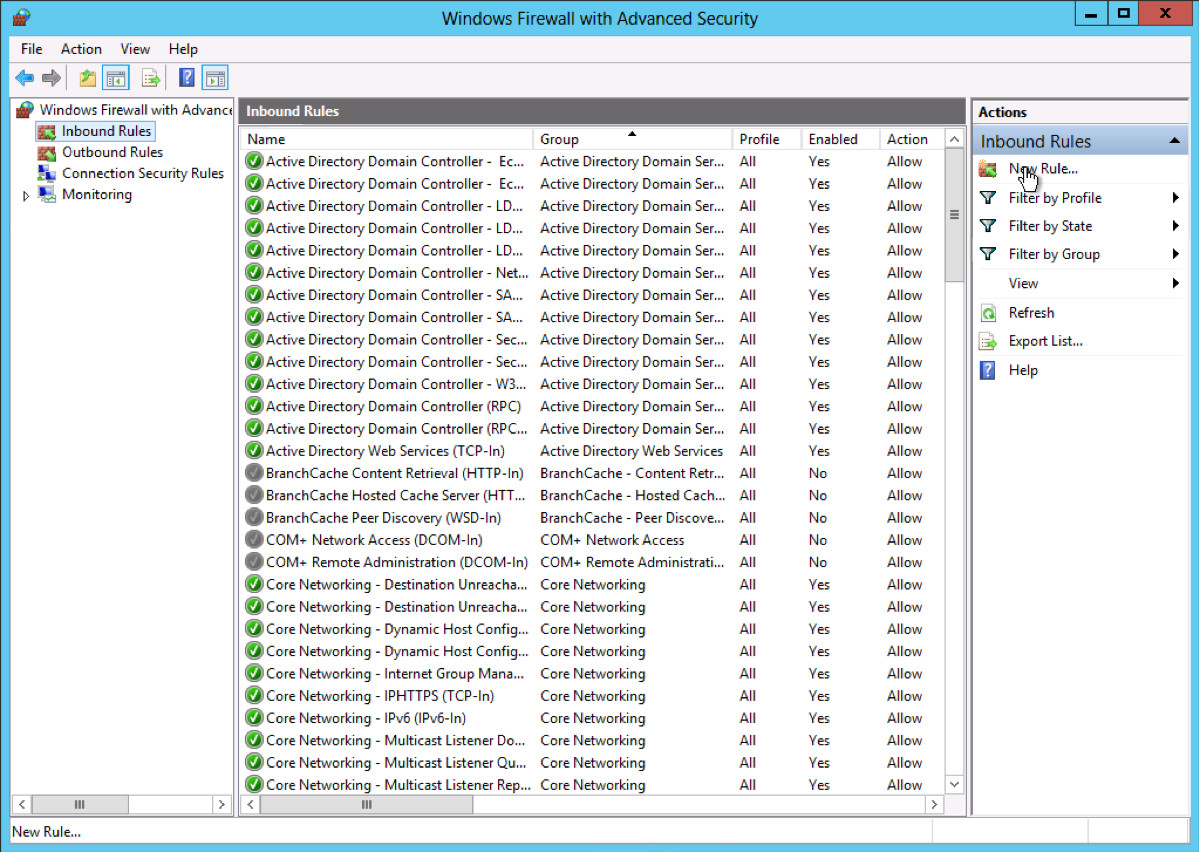 Windows Firewall with Advanced Security
File Action View Help
Windows Firewall with Advance
Inbound Rules
Outbound Rules
Connection Security Rules
Monitoring
Inbound Rules
Name Group Profile Enabled Action
Active Directory Domain Controller - Ec... Active Directory Domain Ser... All Yes Allow
Active Directory Domain Controller - Ec... Active Directory Domain Ser... All Yes Allow
Active Directory Domain Controller - LD... Active Directory Domain Ser... All Yes Allow
Active Directory Domain Controller - LD... Active Directory Domain Ser... All Yes Allow
Active Directory Domain Controller - LD... Active Directory Domain Ser... All Yes Allow
Active Directory Domain Controller - Net... Active Directory Domain Ser... All Yes Allow
Active Directory Domain Controller - SA... Active Directory Domain Ser... All Yes Allow
Active Directory Domain Controller - SA... Active Directory Domain Ser... All Yes Allow
Active Directory Domain Controller - Sec... Active Directory Domain Ser... All Yes Allow
Active Directory Domain Controller - Sec... Active Directory Domain Ser... All Yes Allow
Active Directory Domain Controller - W3... Active Directory Domain Ser... All Yes Allow
Active Directory Domain Controller (RPC) Active Directory Domain Ser... All Yes Allow
Active Directory Domain Controller (RPC... Active Directory Domain Ser... All Yes Allow
Active Directory Web Services (TCP-In) Active Directory Web Services All Yes Allow
BranchCache Content Retrieval (HTTP-In) BranchCache - Content Retr... All No Allow
BranchCache Hosted Cache Server (HTT... BranchCache - Hosted Cach... All No Allow
BranchCache Peer Discovery (WSD-In) BranchCache - Peer Discove... All No Allow
COM+ Network Access (DCOM-In) COM+ Network Access All No Allow
COM+ Remote Administration (DCOM-In) COM+ Remote Administrati... All No Allow
Core Networking - Destination Unreacha... Core Networking All Yes Allow
Core Networking - Destination Unreacha... Core Networking All Yes Allow
Core Networking - Dynamic Host Config... Core Networking All Yes Allow
Core Networking - Dynamic Host Config... Core Networking All Yes Allow
Core Networking - Internet Group Mana... Core Networking All Yes Allow
Core Networking - IPHTTPS (TCP-In) Core Networking All Yes Allow
Core Networking - IPv6 (IPv6-In) Core Networking All Yes Allow
Core Networking - Multicast Listener Do... Core Networking All Yes Allow
Core Networking - Multicast Listener Qu... Core Networking All Yes Allow
Core Networking - Multicast Listener Rep... Core Networking All Yes Allow
Actions
Inbound Rules
New Rule...
Filter by Profile
Filter by State
Filter by Group
View
Refresh
Export List...
Help
New Rule...